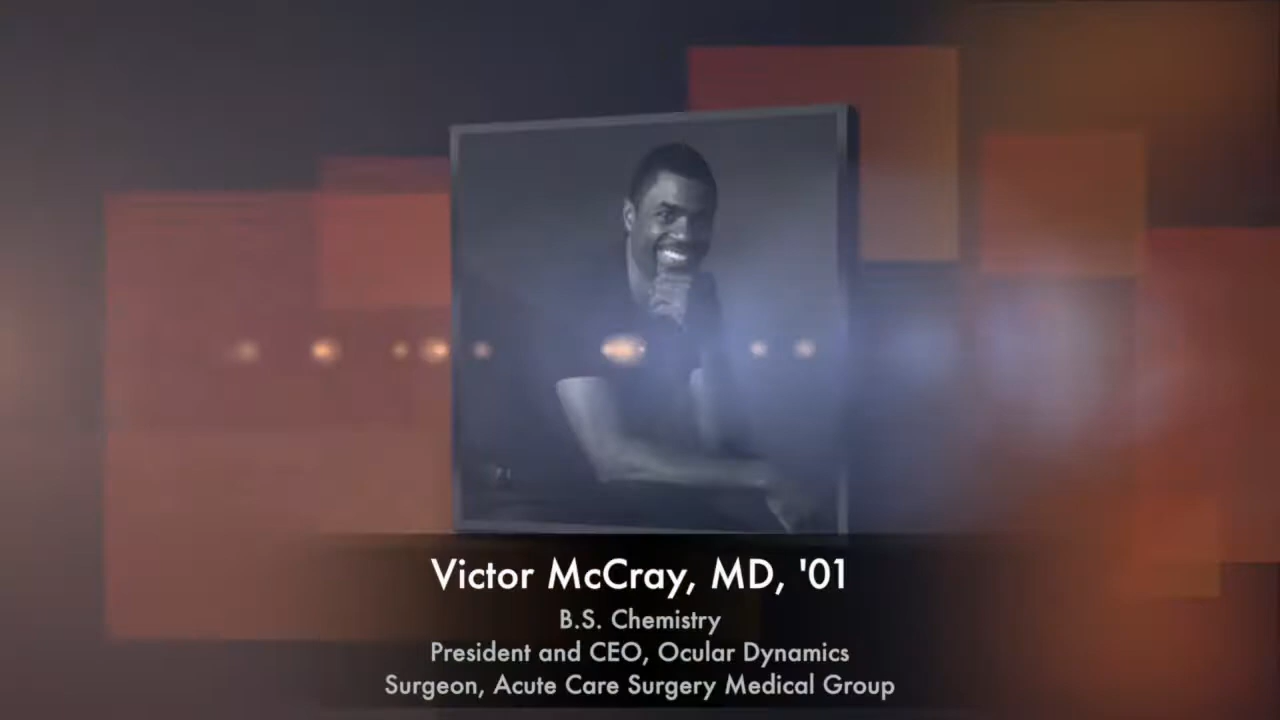 Victor McCray, MD, '01
B.S. Chemistry
President and CEO, Ocular Dynamics
Surgeon, Acute Care Surgery Medical Group